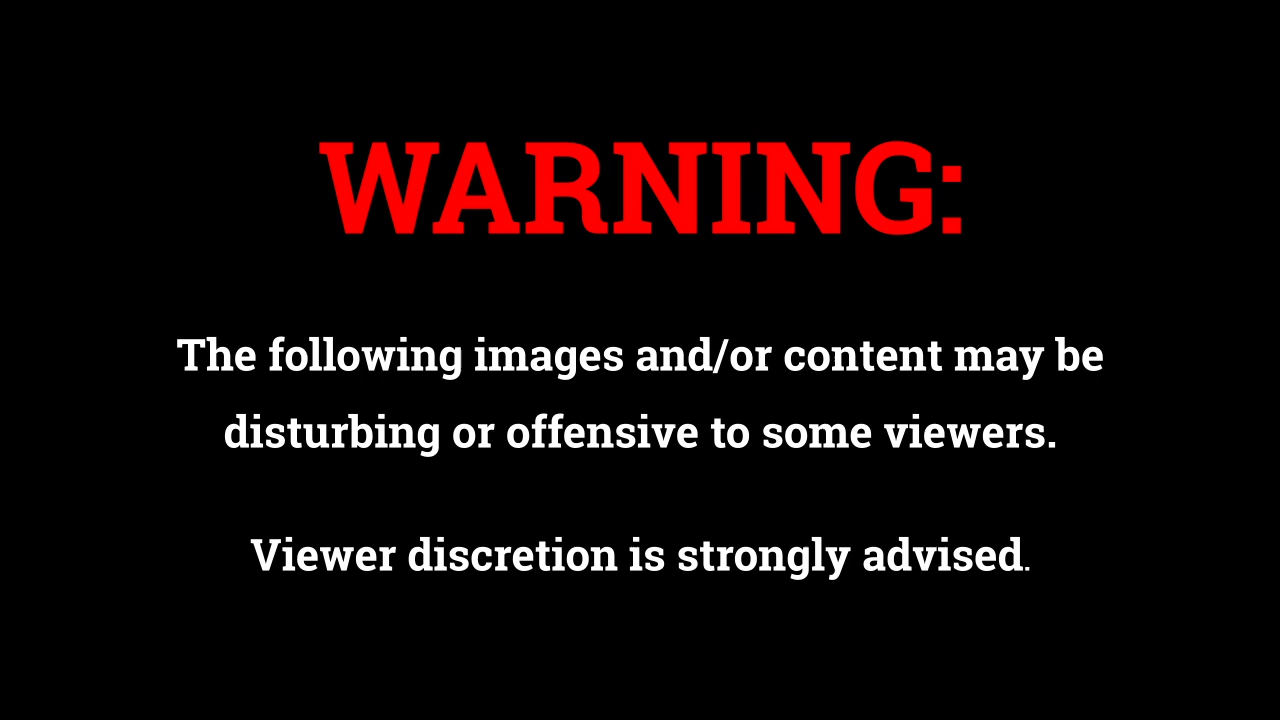 WARNING:
The following images and/or content may be
disturbing or offensive to some viewers.
Viewer discretion is strongly advised.